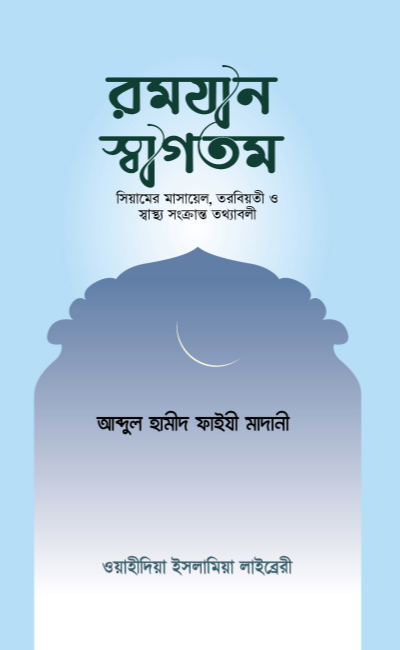 রমযান
স্বাগতম
সিয়ামের মাসায়েল, তরবিয়তী ও
স্বাস্থ্য সংক্রান্ত তথ্যাবলী
আব্দুল হামীদ ফাইযী মাদানী
ওয়াহীদিয়া ইসলামিয়া লাইব্রেরী